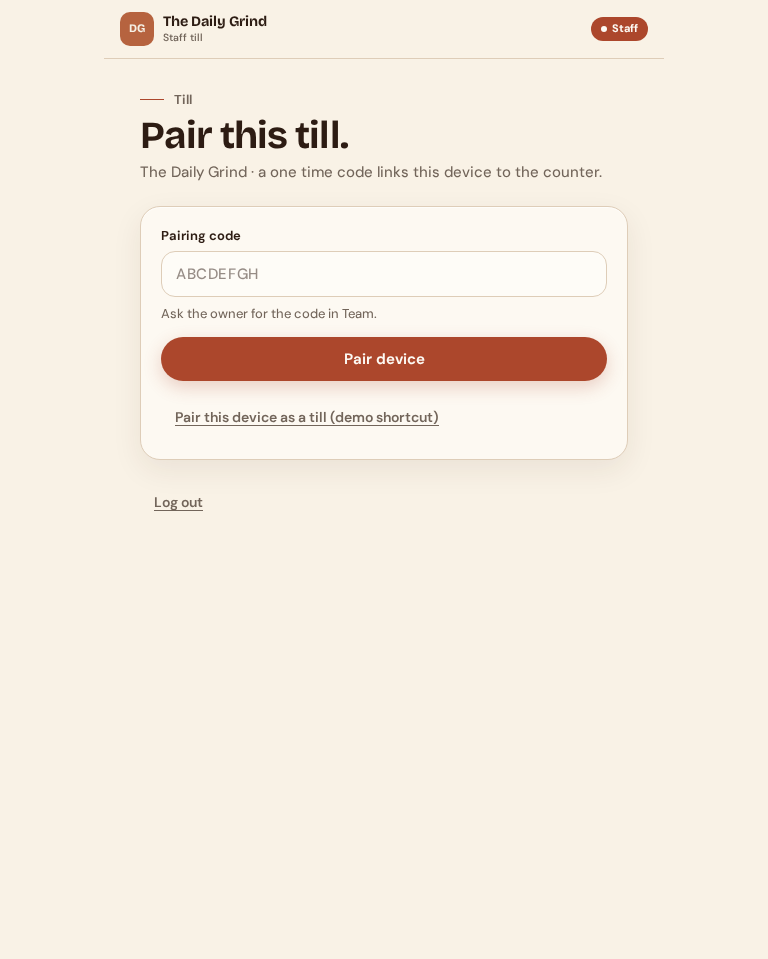 DG
The Daily Grind
Staff till
Staff
Till
Pair this till.
The Daily Grind · a one time code links this device to the counter.
Pairing code
ABCDEFGH
Ask the owner for the code in Team.
Pair device
Pair this device as a till (demo shortcut)
Log out